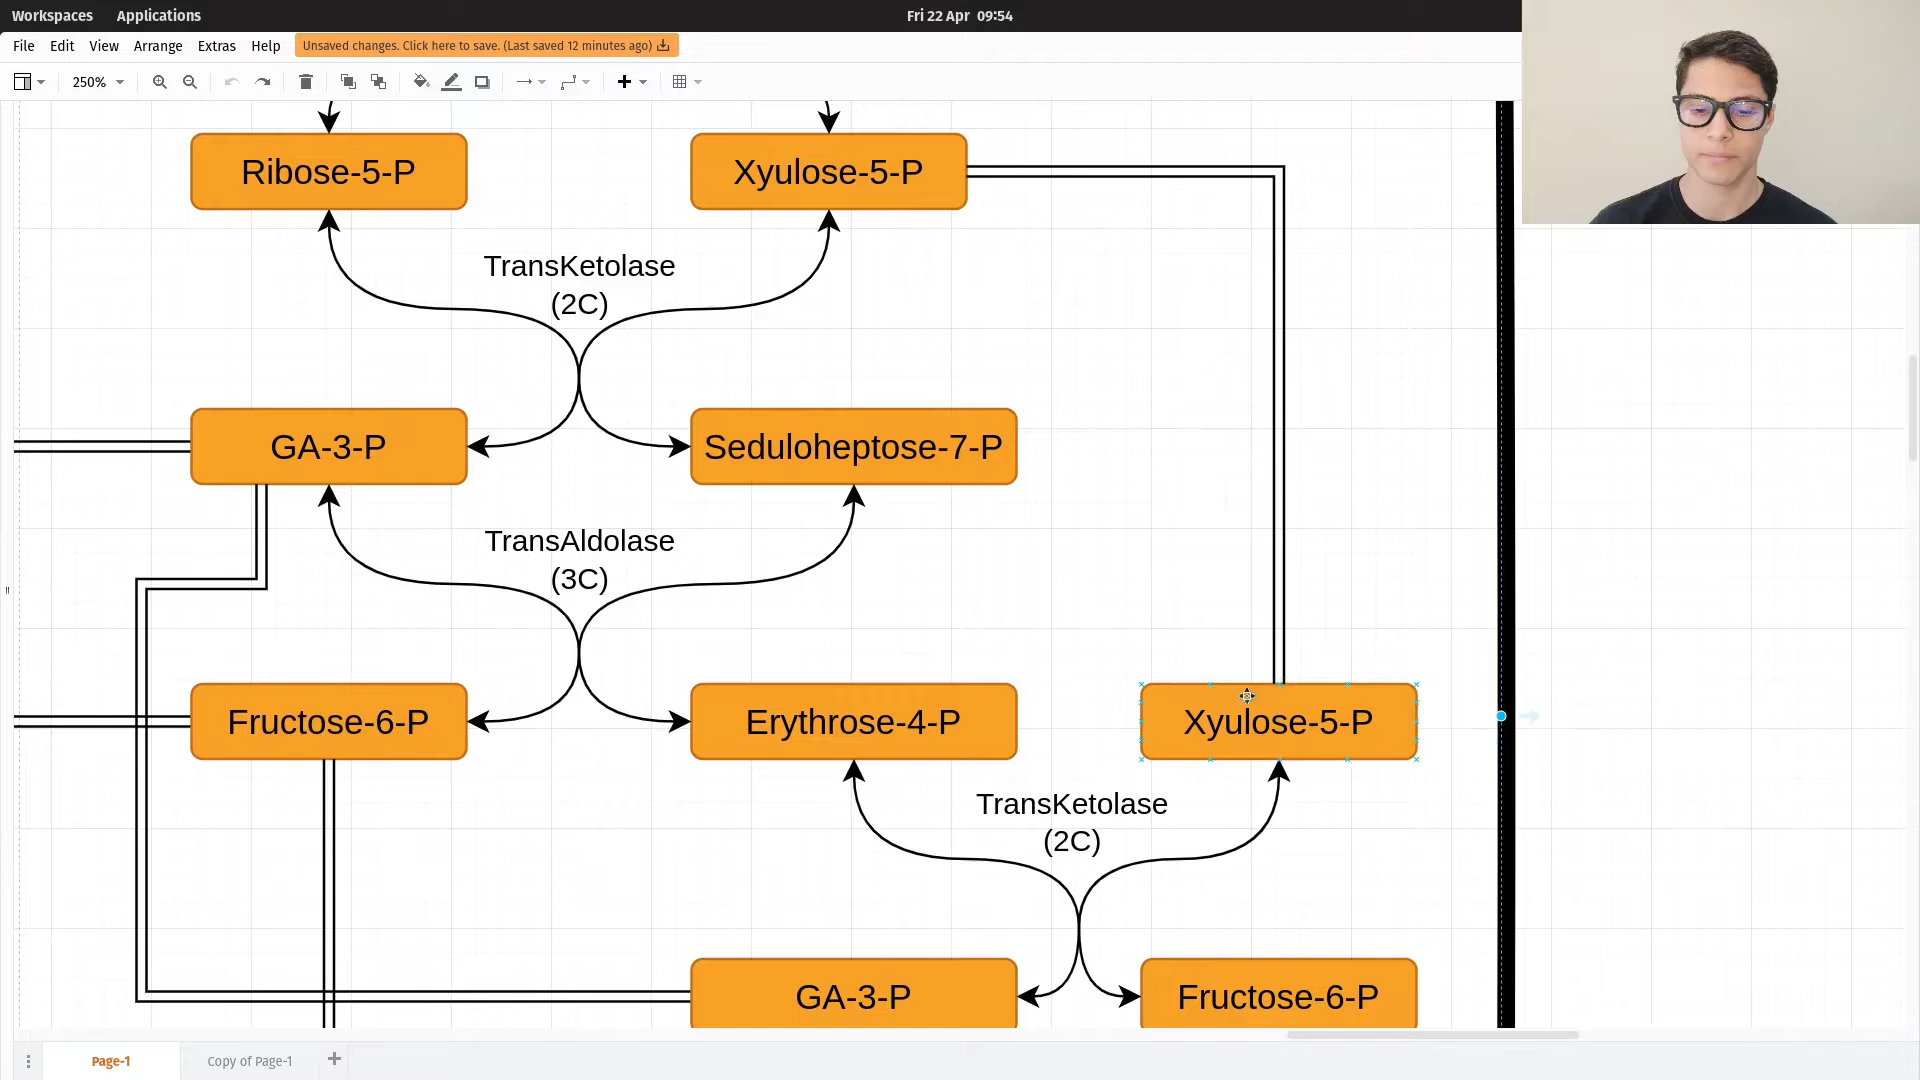 Workspaces Applications Fri 22 Apr 09:54
File Edit View Arrange Extras Help Unsaved changes. Click here to save. (Last saved 12 minutes ago)
250%
Ribose-5-P Xyulose-5-P
TransKetolase
(2C)
GA-3-P Seduloheptose-7-P
TransAldolase
(3C)
Fructose-6-P Erythrose-4-P Xyulose-5-P
TransKetolase
(2C)
GA-3-P Fructose-6-P
Page-1 Copy of Page-1